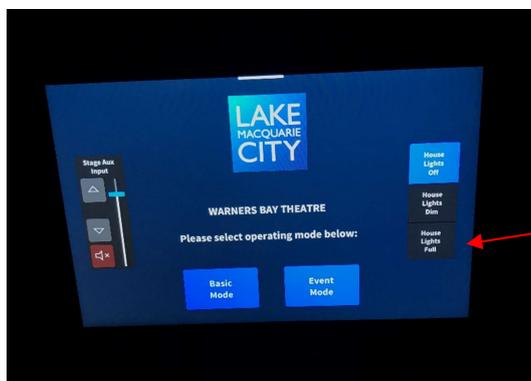 LAKE
MACQUARIE
CITY
Stage Aux
Input
WARNERS BAY THEATRE
Please select operating mode below:
Basic
Mode
Event
Mode
House
Lights
Off
House
Lights
Dim
House
Lights
Full